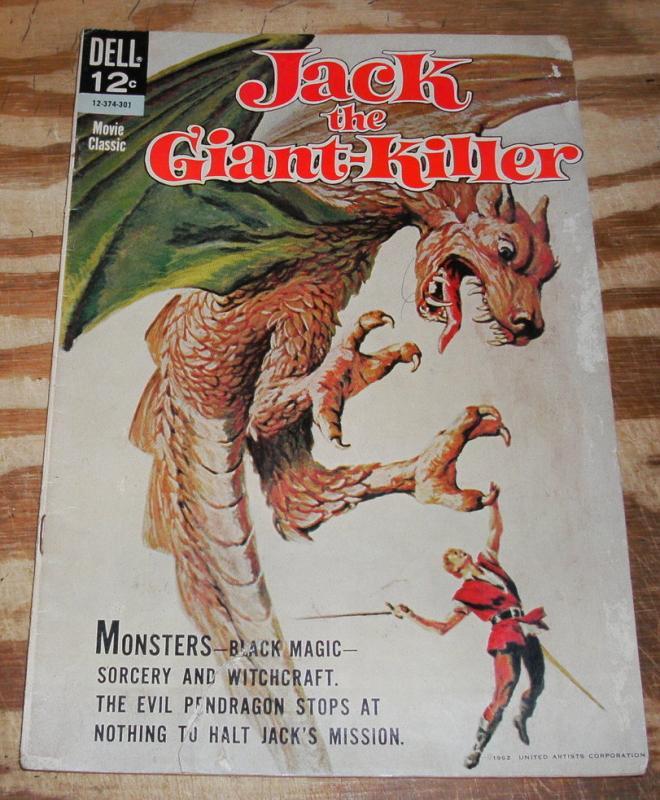 DELL®
12c
12-374-301
Movie
Classic
Jack
the
Giant-Killer
MONSTERS—BLACK MAGIC—
SORCERY AND WITCHCRAFT.
THE EVIL PENDRAGON STOPS AT
NOTHING TO HALT JACK'S MISSION.
©1962 UNITED ARTISTS CORPORATION